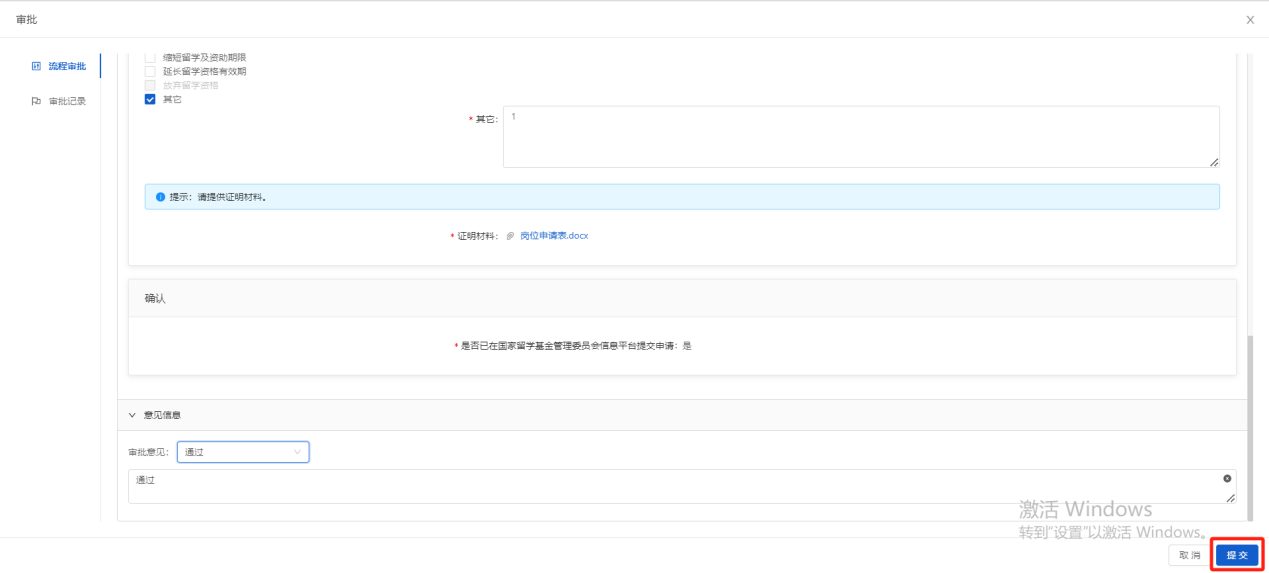 审批
流程审批
审批记录
缩短留学及资助期限
延长留学资格有效期
放弃留学资格
其它
* 其它: 1
提示：请提供证明材料。
* 证明材料: 岗位申请表.docx
确认
* 是否已在国家留学基金管理委员会信息平台提交申请: 是
意见信息
审批意见: 通过
通过
激活 Windows
转到"设置"以激活 Windows。
取消 提交